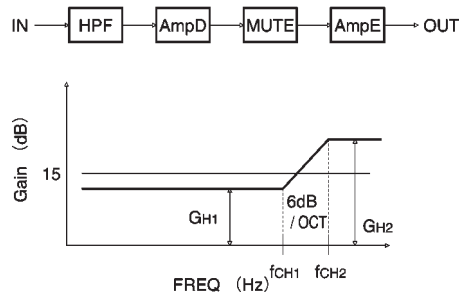 IN HPF AmpD MUTE AmpE OUT
Gain (dB)
15
GH1
6dB
/ OCT
GH2
fCH1 fCH2
FREQ (Hz)